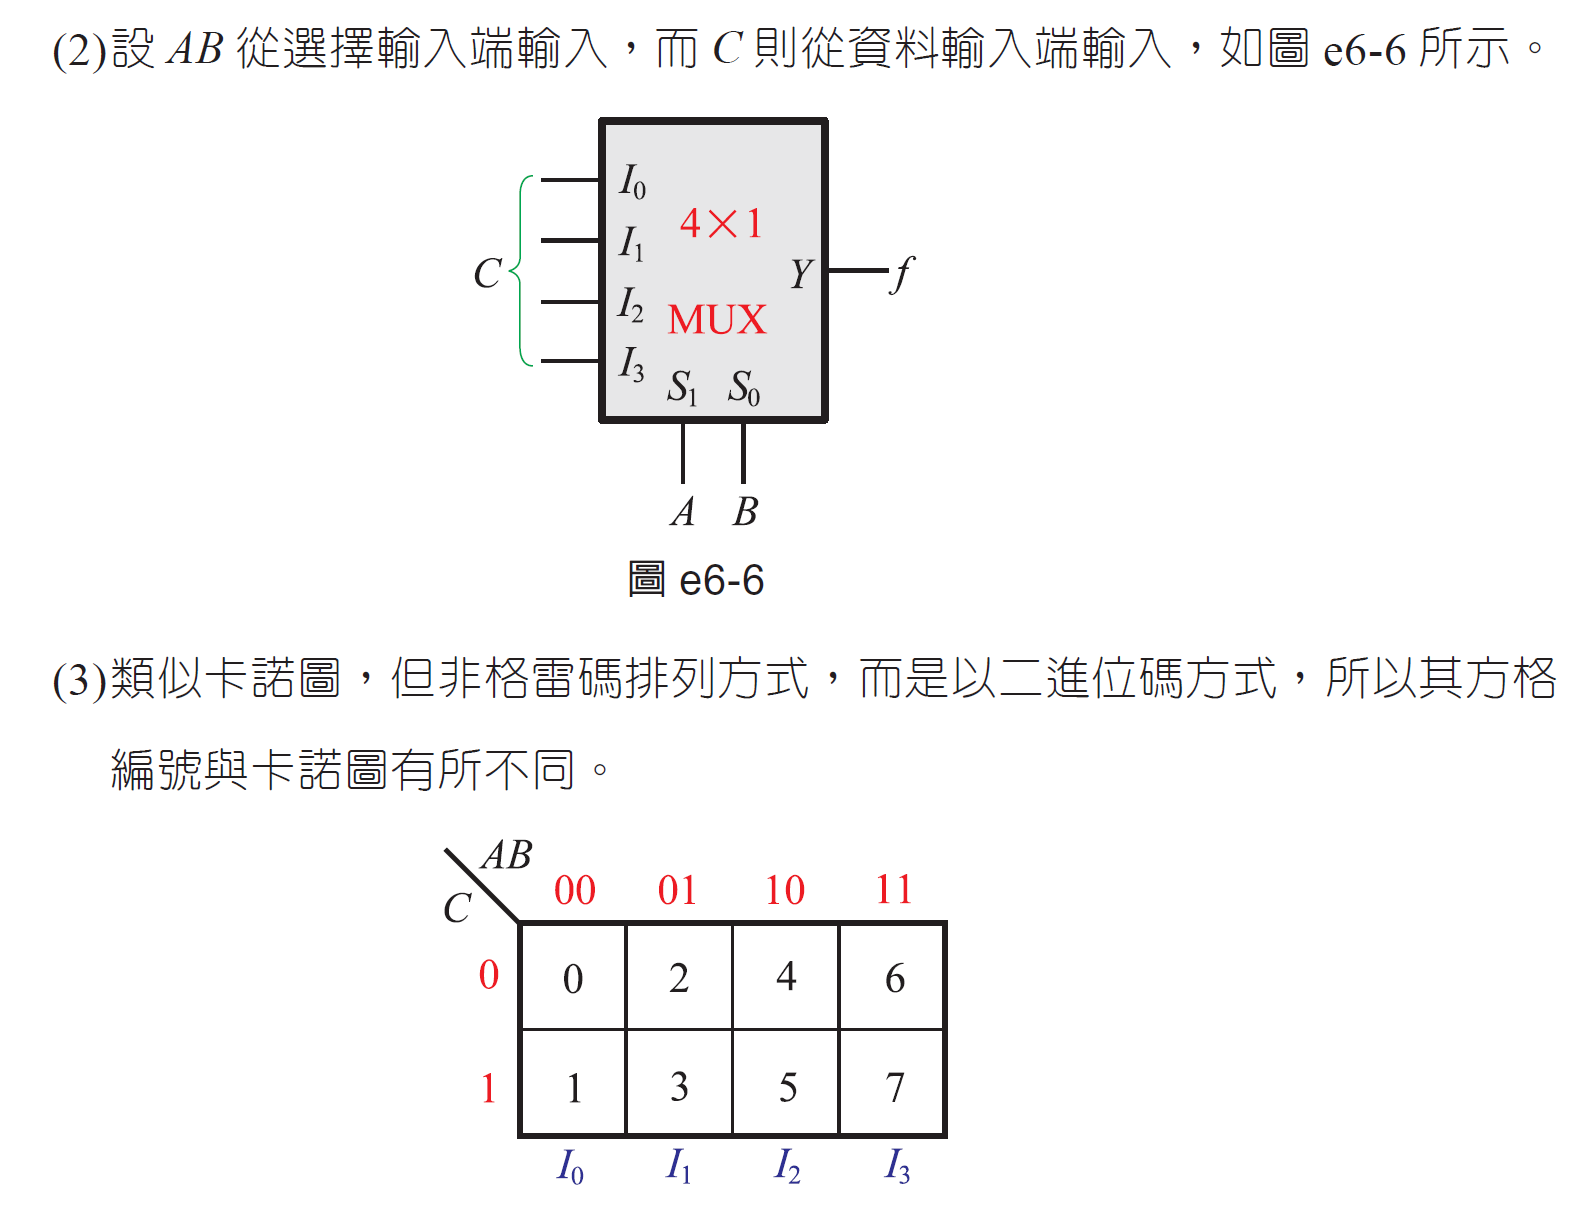 (2)設 AB 從選擇輸入端輸入，而 C 則從資料輸入端輸入，如圖 e6-6 所示。
I0
4×1
I1
C
Y
f
I2
MUX
I3
S1 S0
A B
圖 e6-6
(3)類似卡諾圖，但非格雷碼排列方式，而是以二進位碼方式，所以其方格
編號與卡諾圖有所不同。
AB
C
00 01 10 11
0 0 2 4 6
1 1 3 5 7
I0 I1 I2 I3